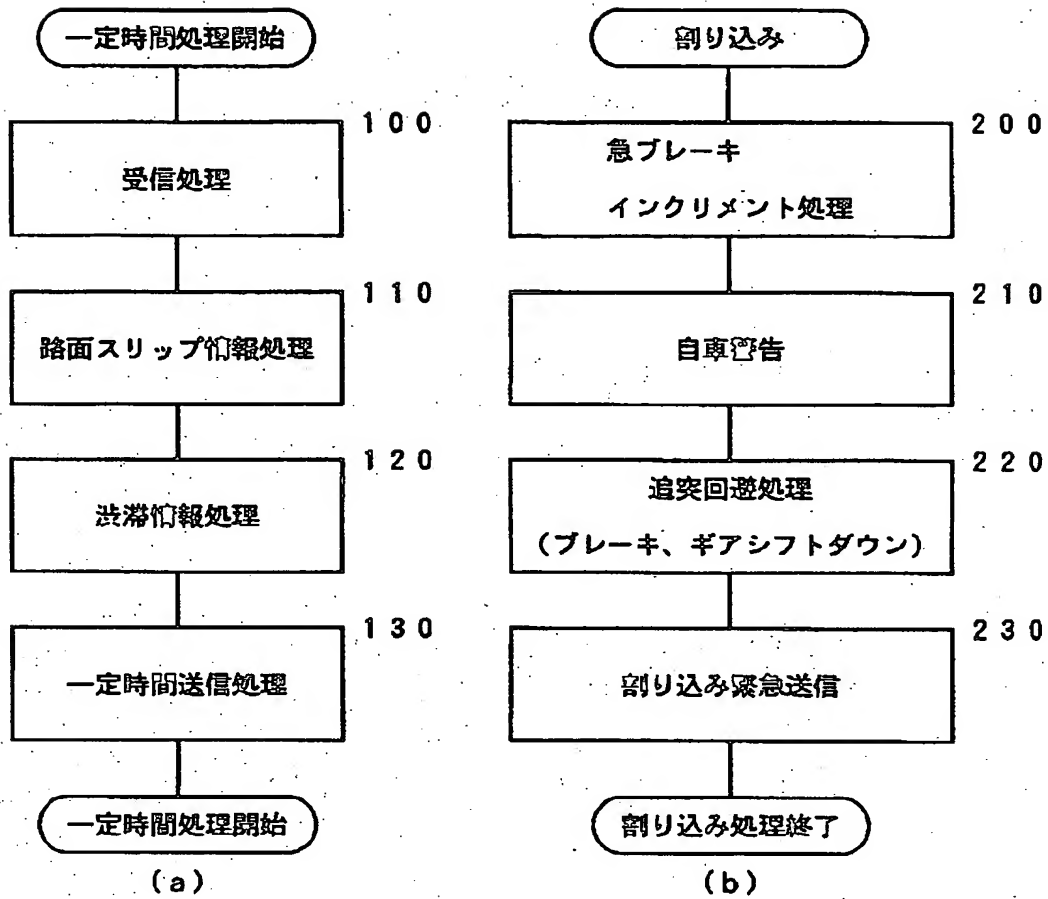 一定時間処理開始
100
受信処理
110
路面スリップ情報処理
120
渋滞情報処理
130
一定時間送信処理
一定時間処理開始
(a)
割り込み
200
急ブレーキ
インクリメント処理
210
自車警告
220
追突回避処理
(ブレーキ、ギアシフトダウン)
230
割り込み緊急送信
割り込み処理終了
(b)